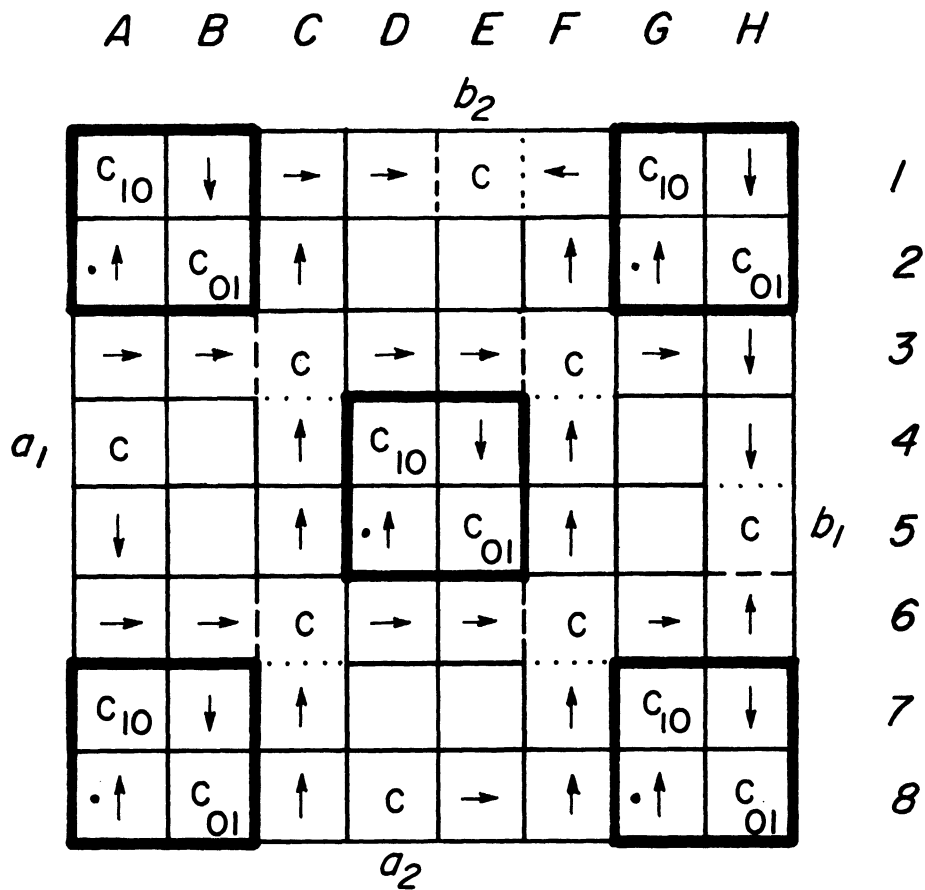 A B C D E F G H
b₂
C₁₀ ↓ → → C ← C₁₀ ↓ 1
·↑ C₀₁ ↑ ↑ ·↑ C₀₁ 2
→ → C → → C → ↓ 3
a₁ C ↑ C₁₀ ↓ ↑ ↓ 4
↓ ↑ ·↑ C₀₁ ↑ C b₁ 5
→ → C → → C → ↑ 6
C₁₀ ↓ ↑ ↑ C₁₀ ↓ 7
·↑ C₀₁ ↑ C → ↑ ·↑ C₀₁ 8
a₂